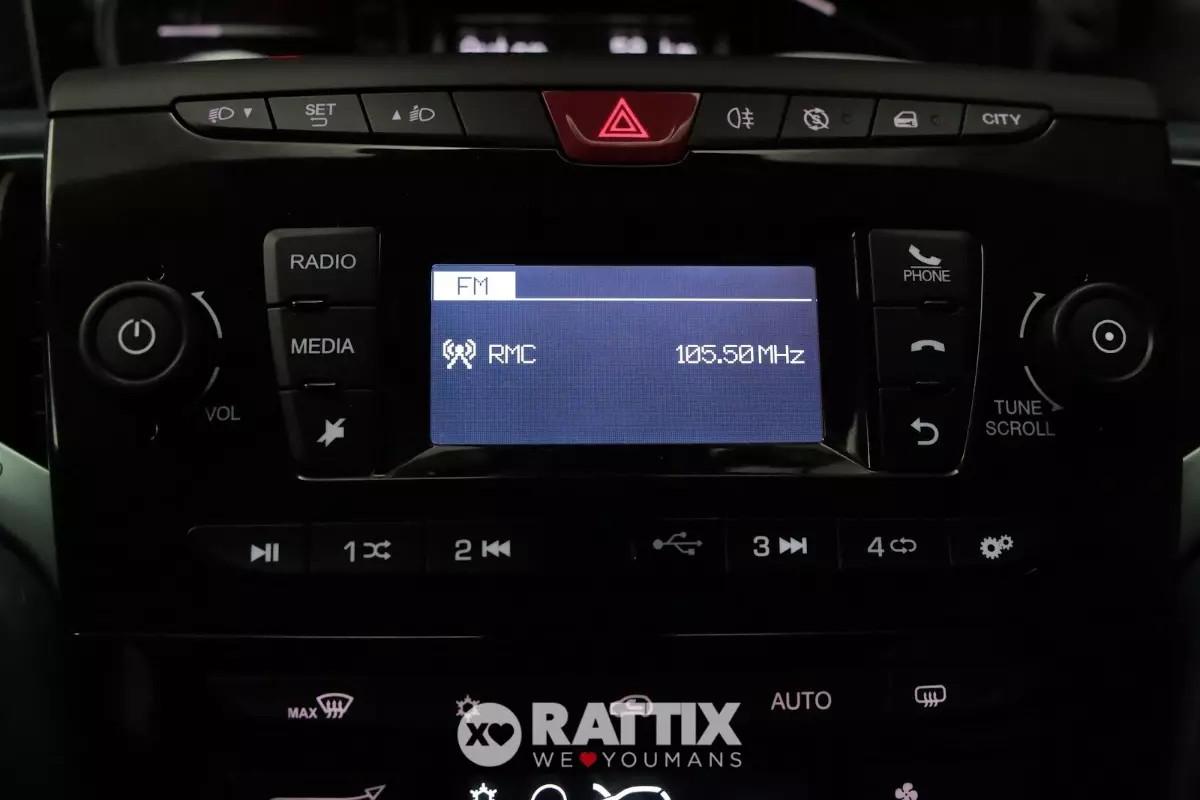 SET
CITY
RADIO
FM
PHONE
MEDIA
RMC 105.50 MHz
VOL
TUNE
SCROLL
1
2
3
4
MAX
AUTO
RATTIX
WE YOUMANS